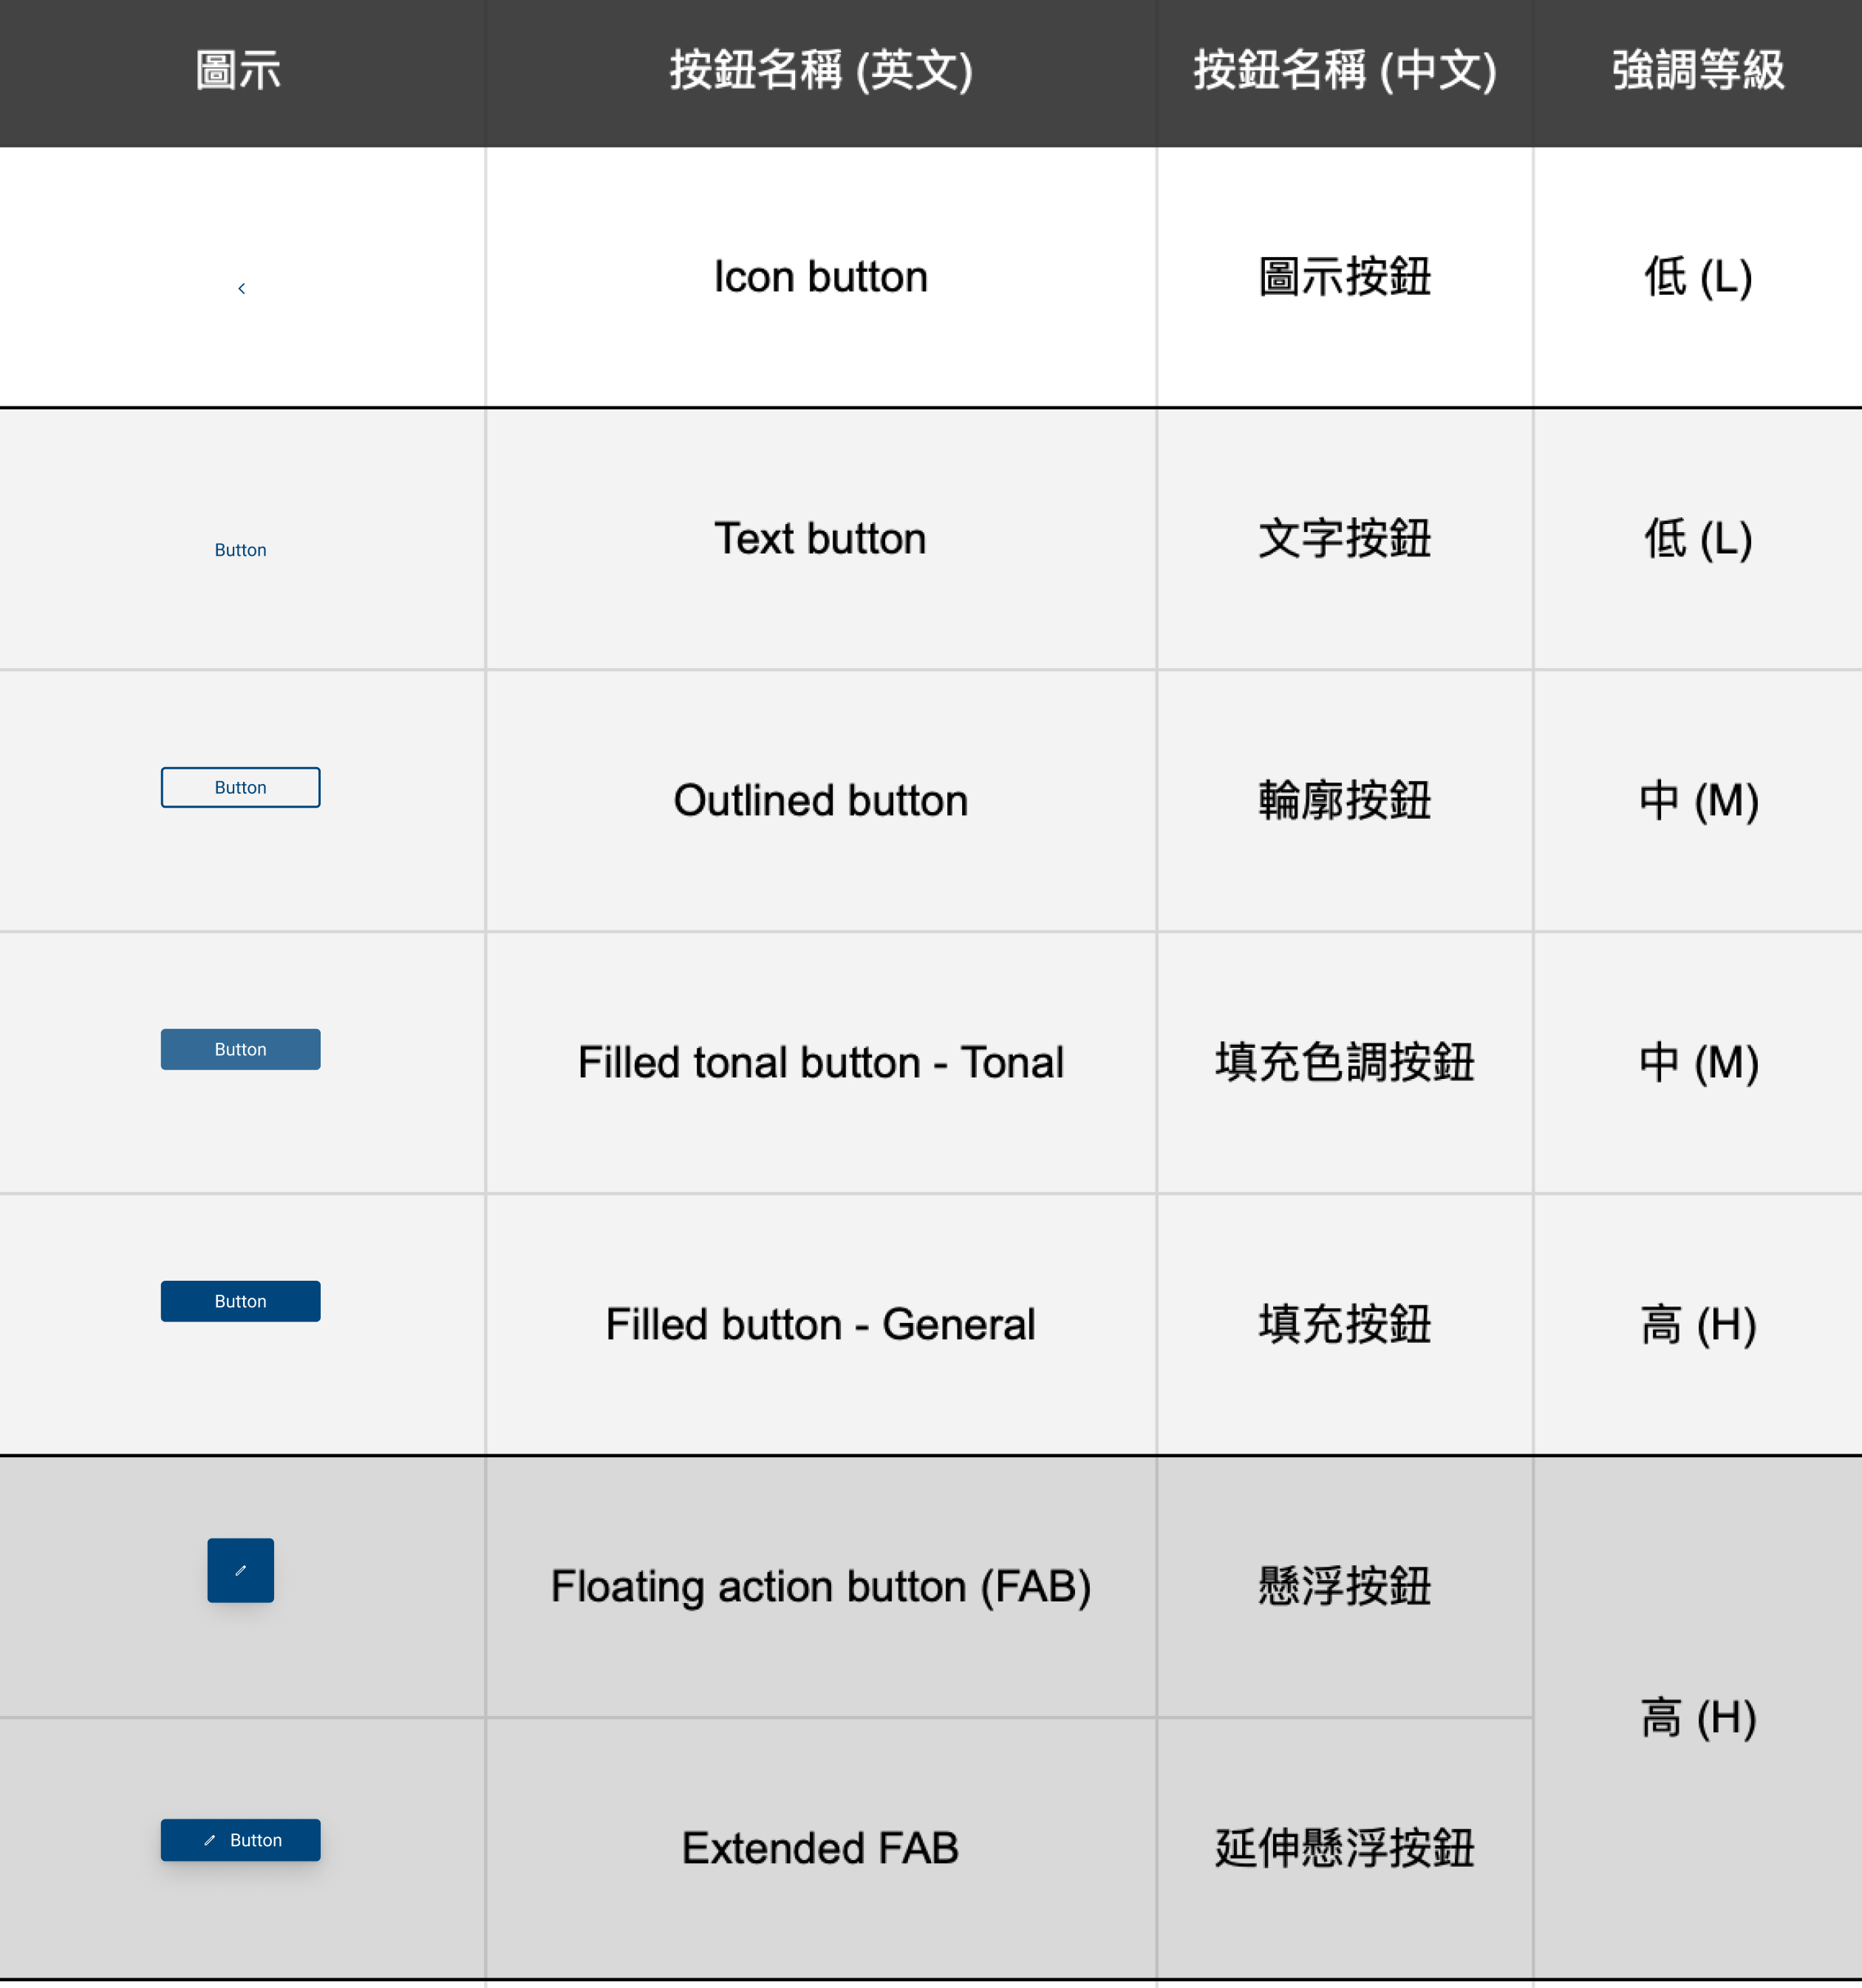 圖示 按鈕名稱 (英文) 按鈕名稱 (中文) 強調等級
Icon button 圖示按鈕 低 (L)
Button Text button 文字按鈕 低 (L)
Button Outlined button 輪廓按鈕 中 (M)
Button Filled tonal button - Tonal 填充色調按鈕 中 (M)
Button Filled button - General 填充按鈕 高 (H)
Floating action button (FAB) 懸浮按鈕
高 (H)
Button Extended FAB 延伸懸浮按鈕